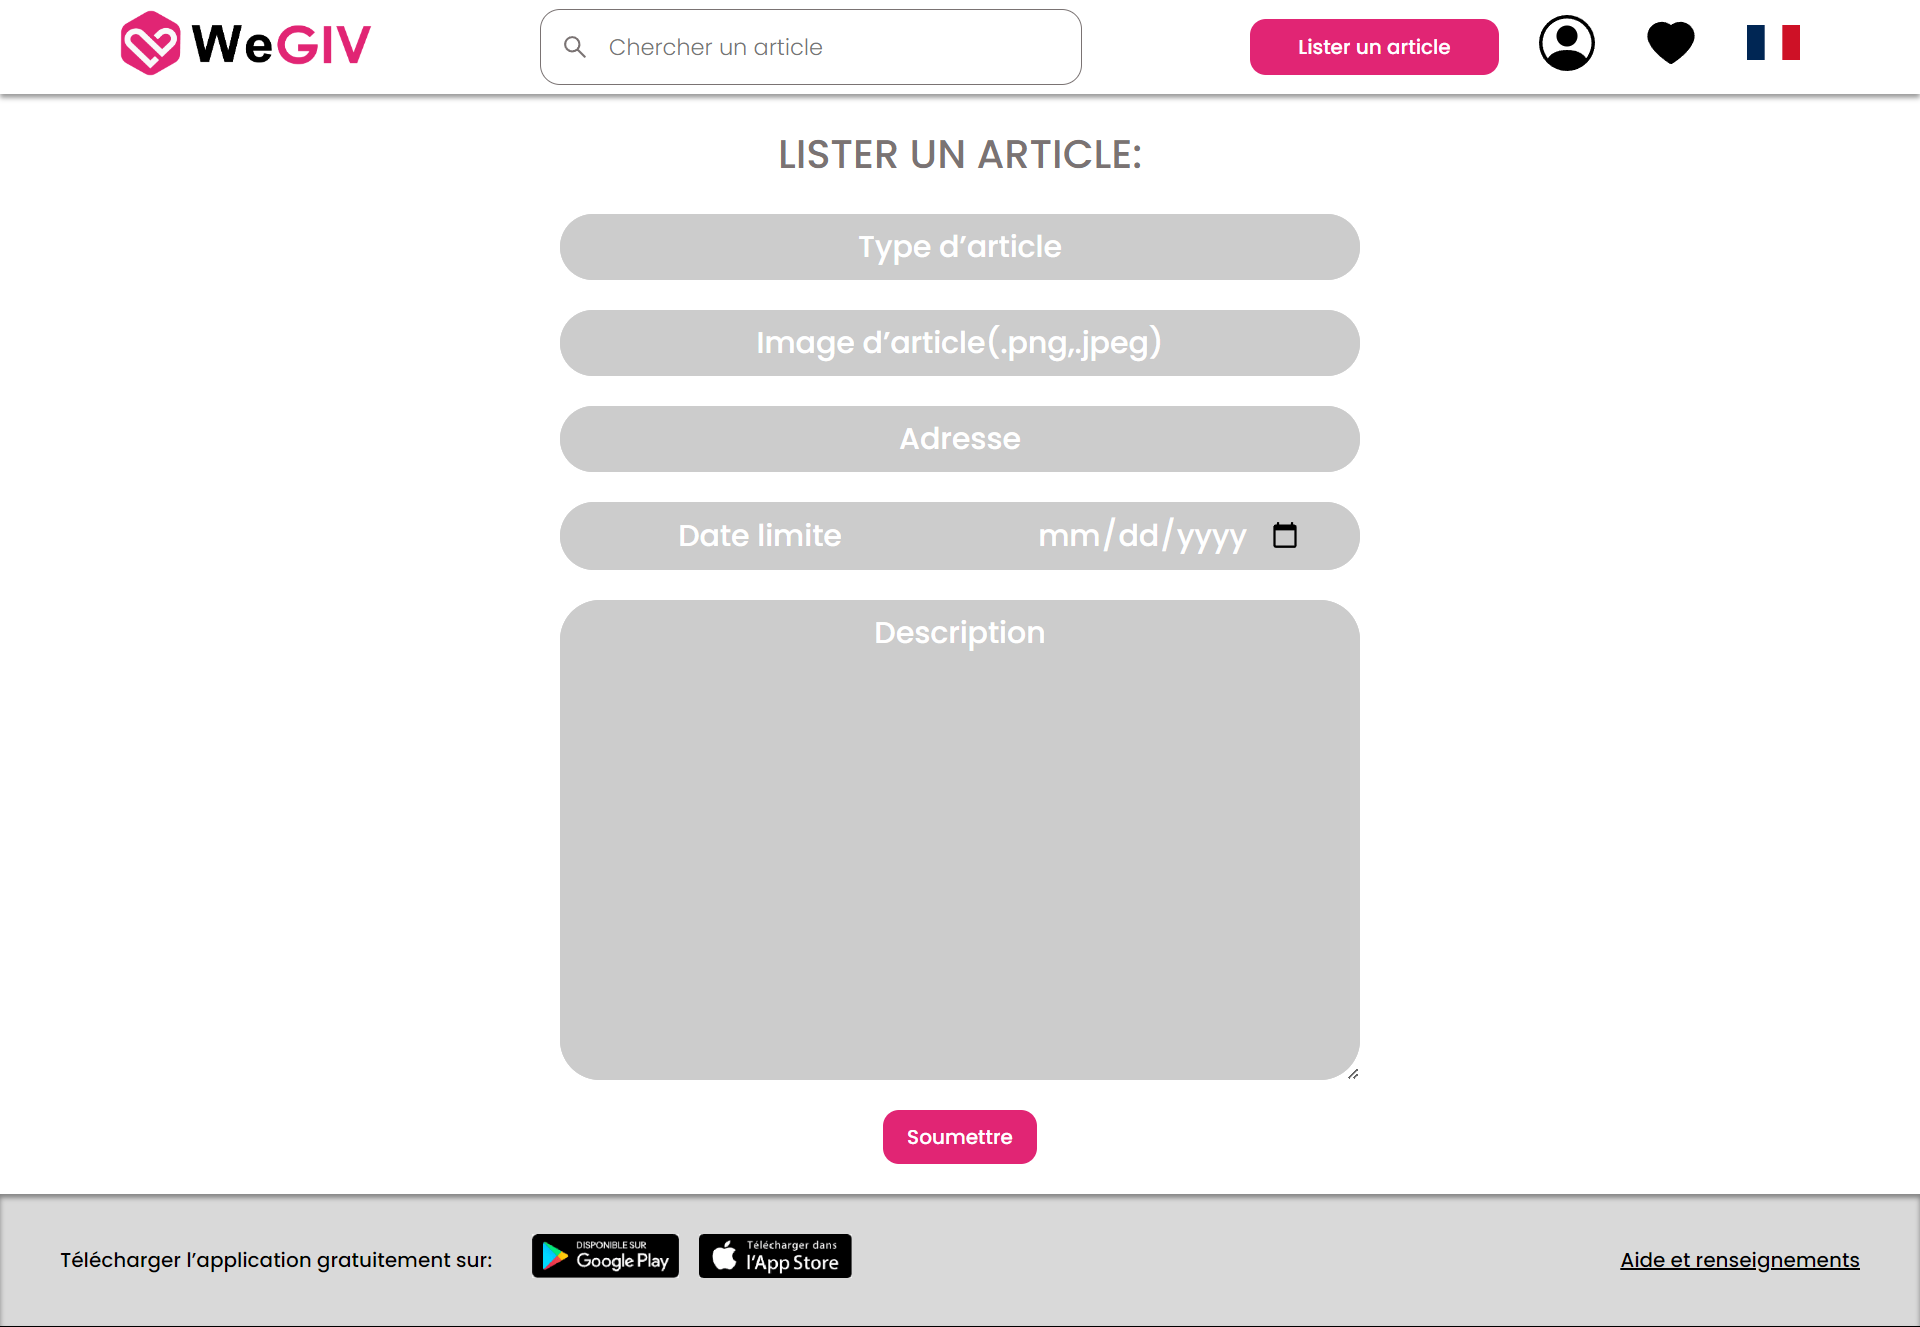 WeGIV
Chercher un article
Lister un article
LISTER UN ARTICLE:
Type d’article
Image d’article(.png,.jpeg)
Adresse
Date limite mm/dd/yyyy
Description
Soumettre
Télécharger l’application gratuitement sur:
DISPONIBLE SUR
Google Play
Télécharger dans
l’App Store
Aide et renseignements